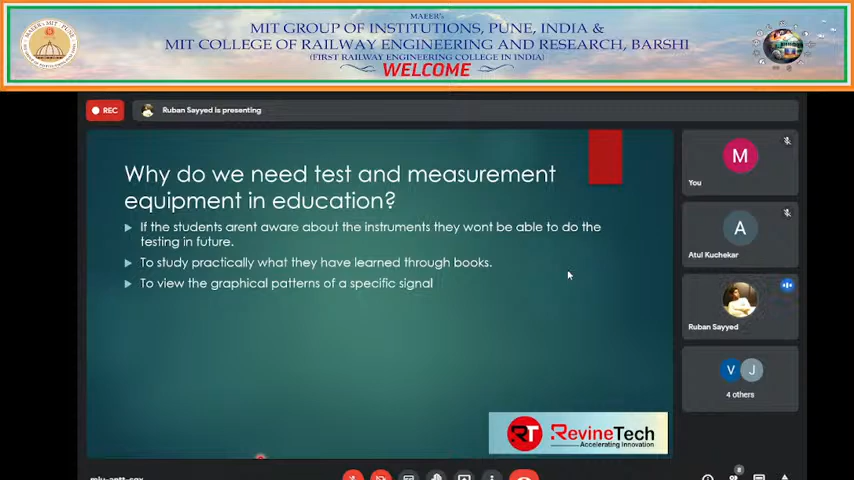 MAEER's
MIT GROUP OF INSTITUTIONS, PUNE, INDIA &
MIT COLLEGE OF RAILWAY ENGINEERING AND RESEARCH, BARSHI
(FIRST RAILWAY ENGINEERING COLLEGE IN INDIA)
WELCOME
REC
Ruban Sayyed is presenting
Why do we need test and measurement
equipment in education?
If the students arent aware about the instruments they wont be able to do the
testing in future.
To study practically what they have learned through books.
To view the graphical patterns of a specific signal
RT RevineTech
Accelerating Innovation
M
You
A
Atul Kuchekar
Ruban Sayyed
V J
4 others
8